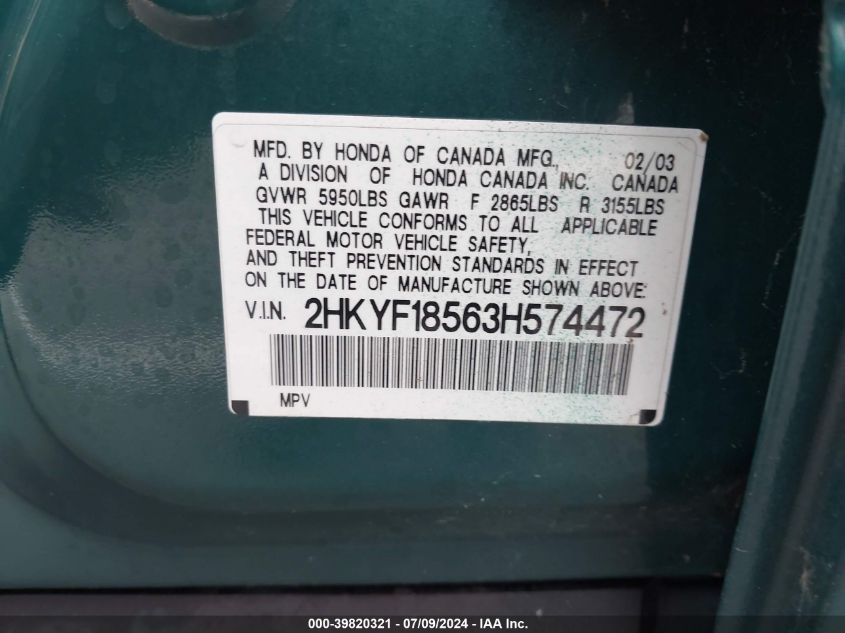 MFD. BY HONDA OF CANADA MFG., 02/03
A DIVISION OF HONDA CANADA INC. CANADA
GVWR 5950LBS GAWR F 2865LBS R 3155LBS
THIS VEHICLE CONFORMS TO ALL APPLICABLE
FEDERAL MOTOR VEHICLE SAFETY,
AND THEFT PREVENTION STANDARDS IN EFFECT
ON THE DATE OF MANUFACTURE SHOWN ABOVE:
V.I.N. 2HKYF18563H574472
MPV
000-39820321 - 07/09/2024 - IAA Inc.